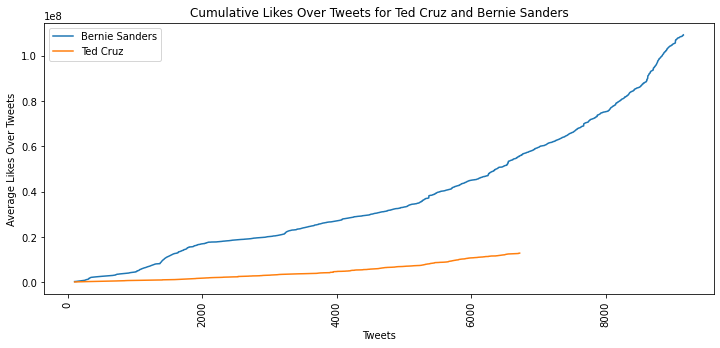 Cumulative Likes Over Tweets for Ted Cruz and Bernie Sanders
1e8
Bernie Sanders
Ted Cruz
1.0
0.8
0.6
0.4
0.2
0.0
Average Likes Over Tweets
0
2000
4000
6000
8000
Tweets